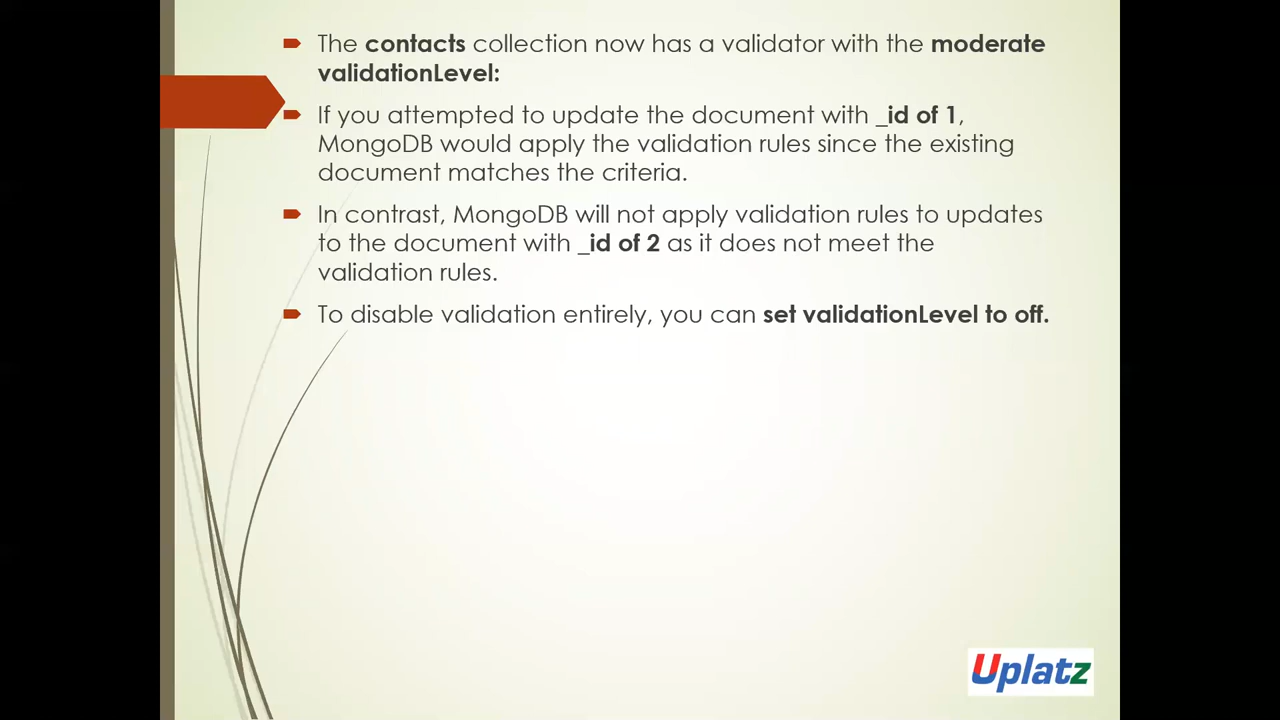 The contacts collection now has a validator with the moderate
validationLevel:
If you attempted to update the document with _id of 1,
MongoDB would apply the validation rules since the existing
document matches the criteria.
In contrast, MongoDB will not apply validation rules to updates
to the document with _id of 2 as it does not meet the
validation rules.
To disable validation entirely, you can set validationLevel to off.
Uplatz